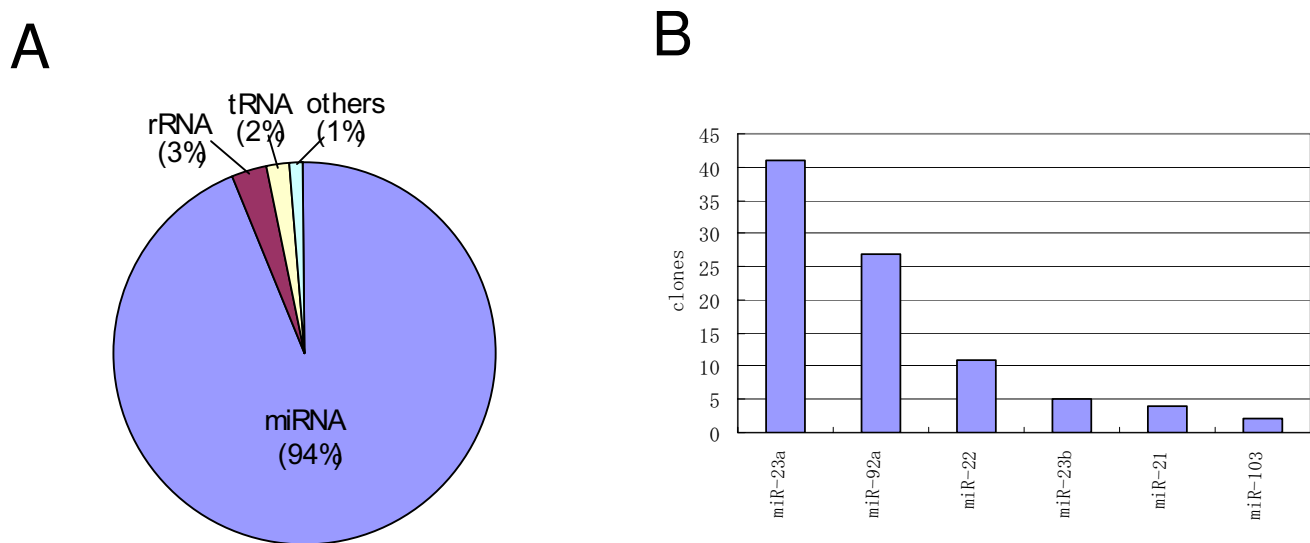 A
rRNA
(3%)
tRNA
(2%)
others
(1%)
miRNA
(94%)
B
clones
45
40
35
30
25
20
15
10
5
0
miR-23a
miR-92a
miR-22
miR-23b
miR-21
miR-103